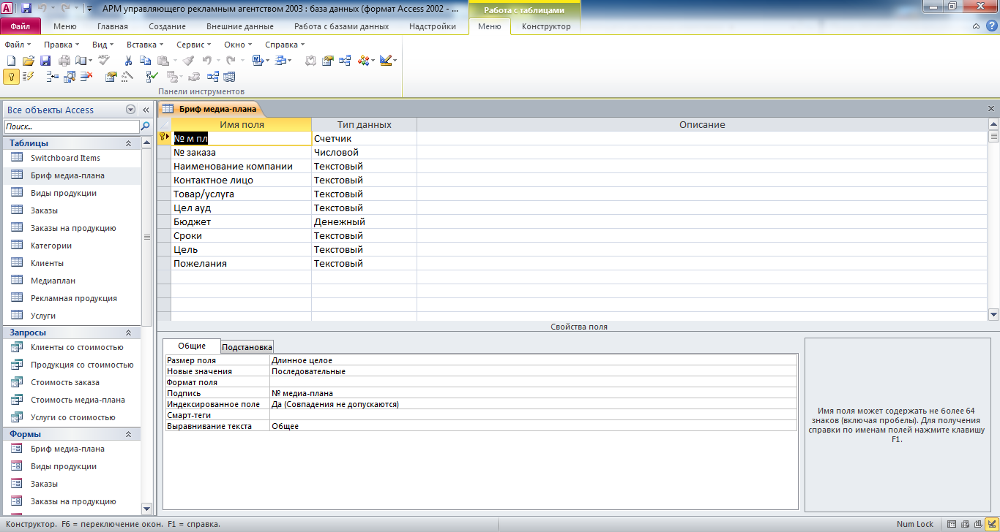 АРМ управляющего рекламным агентством 2003 : база данных (формат Access 2002 - ...
Работа с таблицами
Файл Меню Главная Создание Внешние данные Работа с базами данных Надстройки Меню Конструктор
Файл Правка Вид Вставка Сервис Окно Справка
Панели инструментов
Все объекты Access
Поиск...
Таблицы
Switchboard Items
Бриф медиа-плана
Виды продукции
Заказы
Заказы на продукцию
Категории
Клиенты
Медиаплан
Рекламная продукция
Услуги
Запросы
Клиенты со стоимостью
Продукция со стоимостью
Стоимость заказа
Стоимость медиа-плана
Услуги со стоимостью
Формы
Бриф медиа-плана
Виды продукции
Заказы
Заказы на продукцию
Бриф медиа-плана
Имя поля Тип данных Описание
№ м пл Счетчик
№ заказа Числовой
Наименование компании Текстовый
Контактное лицо Текстовый
Товар/услуга Текстовый
Цел ауд Текстовый
Бюджет Денежный
Сроки Текстовый
Цель Текстовый
Пожелания Текстовый
Свойства поля
Общие Подстановка
Размер поля Длинное целое
Новые значения Последовательные
Формат поля
Подпись № медиа-плана
Индексированное поле Да (Совпадения не допускаются)
Смарт-теги
Выравнивание текста Общее
Имя поля может содержать не более 64
знаков (включая пробелы). Для получения
справки по именам полей нажмите клавишу
F1.
Конструктор. F6 = переключение окон. F1 = справка.
Num Lock